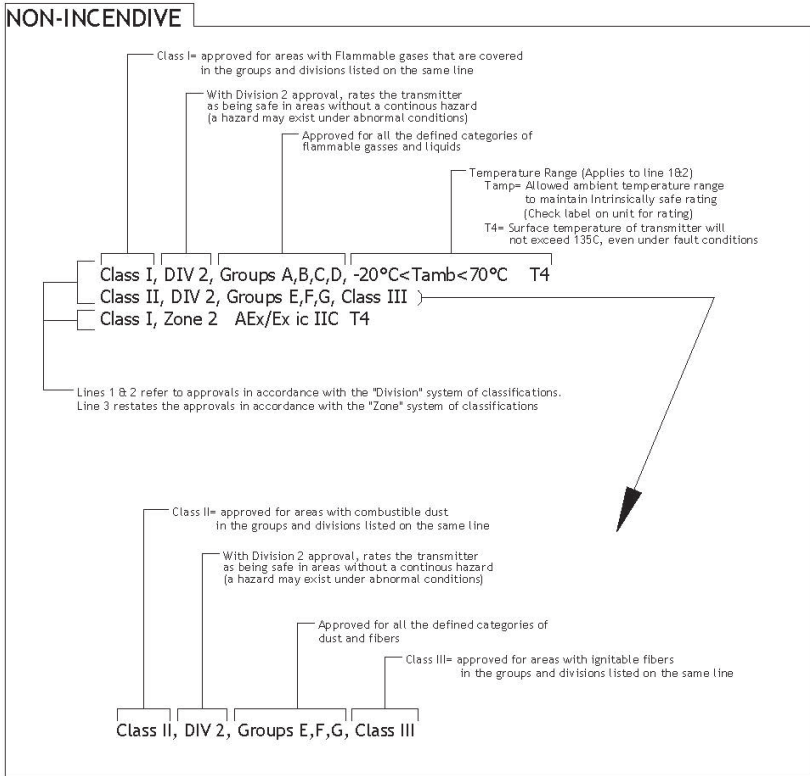 NON-INCENDIVE
Class I= approved for areas with Flammable gases that are covered
in the groups and divisions listed on the same line
With Division 2 approval, rates the transmitter
as being safe in areas without a continous hazard
(a hazard may exist under abnormal conditions)
Approved for all the defined categories of
flammable gasses and liquids
Temperature Range (Applies to line 1&2)
Tamp= Allowed ambient temperature range
to maintain Intrinsically safe rating
(Check label on unit for rating)
T4= Surface temperature of transmitter will
not exceed 135C, even under fault conditions
Class I, DIV 2, Groups A,B,C,D, -20°C<Tamb<70°C T4
Class II, DIV 2, Groups E,F,G, Class III )
Class I, Zone 2 AEx/Ex ic IIC T4
Lines 1 & 2 refer to approvals in accordance with the "Division" system of classifications.
Line 3 restates the approvals in accordance with the "Zone" system of classifications
Class II= approved for areas with combustible dust
in the groups and divisions listed on the same line
With Division 2 approval, rates the transmitter
as being safe in areas without a continous hazard
(a hazard may exist under abnormal conditions)
Approved for all the defined categories of
dust and fibers
Class III= approved for areas with ignitable fibers
in the groups and divisions listed on the same line
Class II, DIV 2, Groups E,F,G, Class III